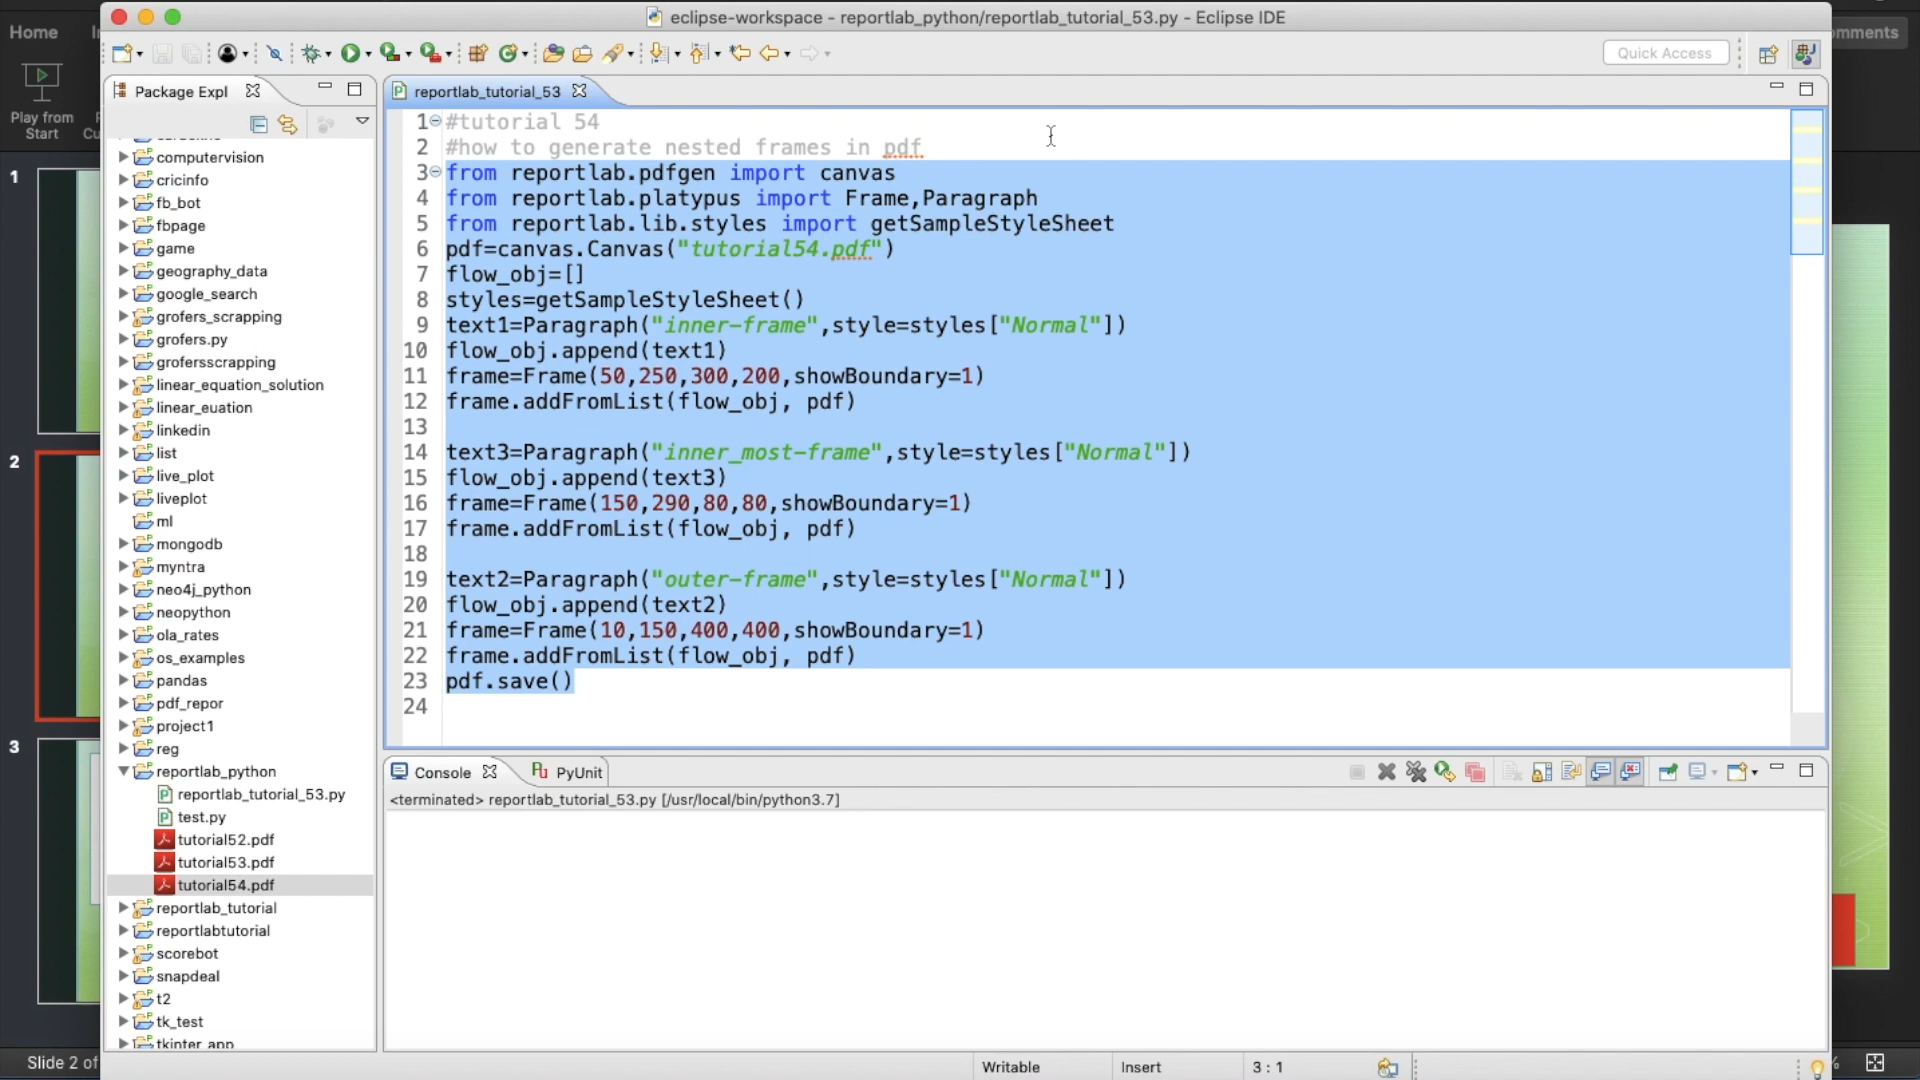 eclipse-workspace - reportlab_python/reportlab_tutorial_53.py - Eclipse IDE
Home
Play from
Start
Quick Access
Package Expl
reportlab_tutorial_53
computervision
cricinfo
fb_bot
fbpage
game
geography_data
google_search
grofers_scrapping
grofers.py
grofersscrapping
linear_equation_solution
linear_euation
linkedin
list
live_plot
liveplot
ml
mongodb
myntra
neo4j_python
neopython
ola_rates
os_examples
pandas
pdf_repor
project1
reg
reportlab_python
reportlab_tutorial_53.py
test.py
tutorial52.pdf
tutorial53.pdf
tutorial54.pdf
reportlab_tutorial
reportlabtutorial
scorebot
snapdeal
t2
tk_test
tkinter_app
1
2
3
1 #tutorial 54
2 #how to generate nested frames in pdf
3 from reportlab.pdfgen import canvas
4 from reportlab.platypus import Frame,Paragraph
5 from reportlab.lib.styles import getSampleStyleSheet
6 pdf=canvas.Canvas("tutorial54.pdf")
7 flow_obj=[]
8 styles=getSampleStyleSheet()
9 text1=Paragraph("inner-frame",style=styles["Normal"])
10 flow_obj.append(text1)
11 frame=Frame(50,250,300,200,showBoundary=1)
12 frame.addFromList(flow_obj, pdf)
13
14 text3=Paragraph("inner_most-frame",style=styles["Normal"])
15 flow_obj.append(text3)
16 frame=Frame(150,290,80,80,showBoundary=1)
17 frame.addFromList(flow_obj, pdf)
18
19 text2=Paragraph("outer-frame",style=styles["Normal"])
20 flow_obj.append(text2)
21 frame=Frame(10,150,400,400,showBoundary=1)
22 frame.addFromList(flow_obj, pdf)
23 pdf.save()
24
Console
PyUnit
<terminated> reportlab_tutorial_53.py [/usr/local/bin/python3.7]
Slide 2 of
Writable
Insert
3 : 1